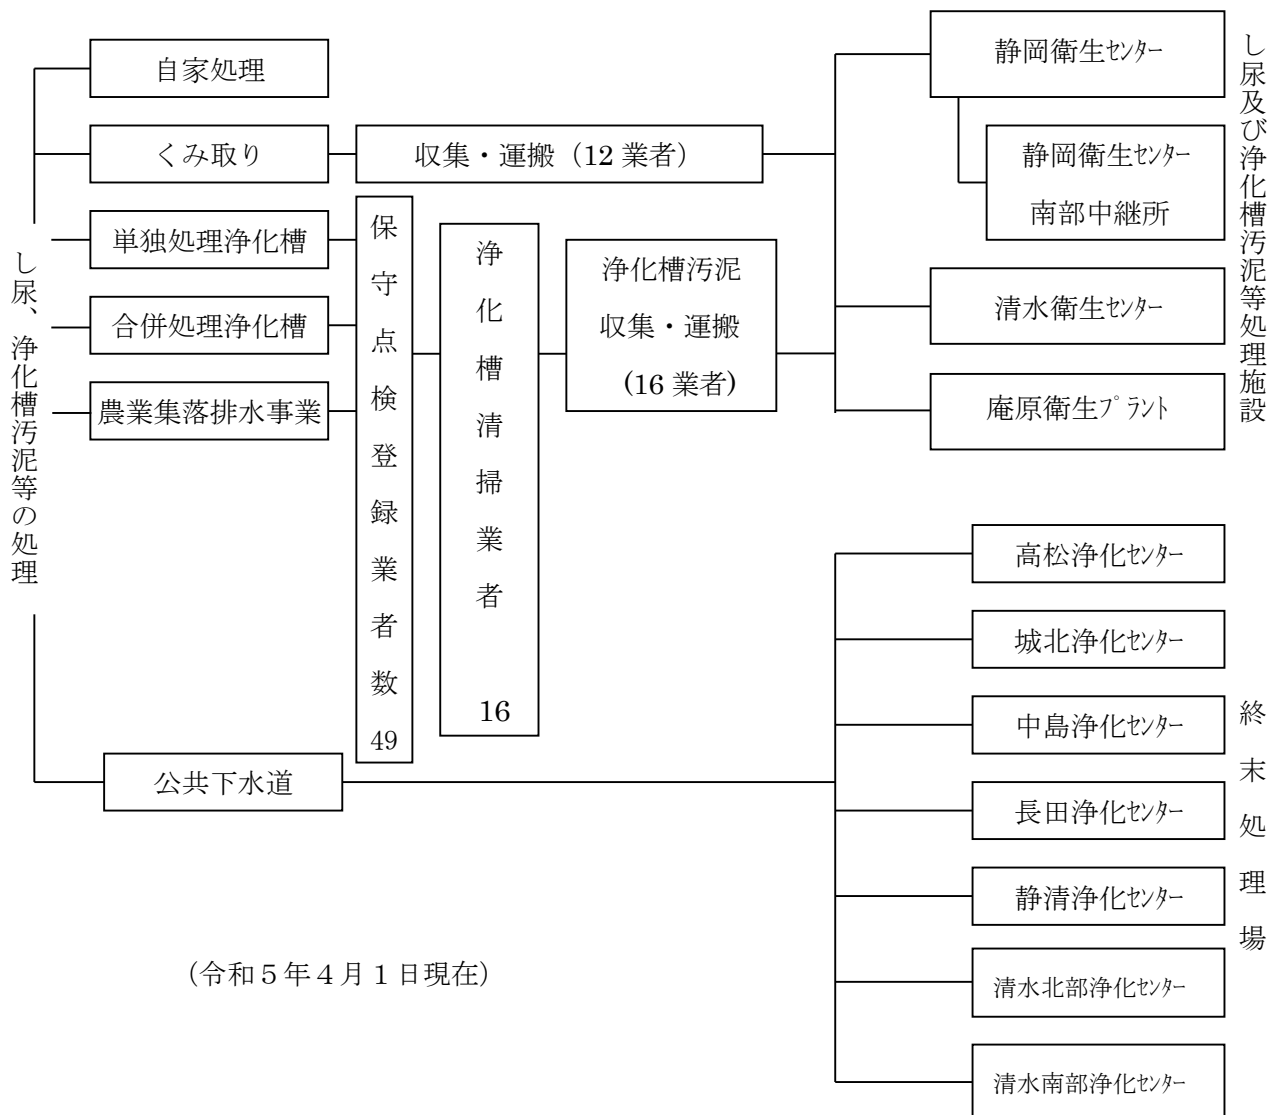 し尿、浄化槽汚泥等の処理
自家処理
くみ取り
収集・運搬（12 業者）
単独処理浄化槽
合併処理浄化槽
農業集落排水事業
保守点検登録業者数 49
浄化槽清掃業者 16
浄化槽汚泥
収集・運搬
(16 業者)
静岡衛生ｾﾝﾀｰ
静岡衛生ｾﾝﾀｰ
南部中継所
清水衛生ｾﾝﾀｰ
庵原衛生ﾌﾟﾗﾝﾄ
し尿及び浄化槽汚泥等処理施設
公共下水道
高松浄化ｾﾝﾀｰ
城北浄化ｾﾝﾀｰ
中島浄化ｾﾝﾀｰ
長田浄化ｾﾝﾀｰ
静清浄化ｾﾝﾀｰ
清水北部浄化ｾﾝﾀｰ
清水南部浄化ｾﾝﾀｰ
終末処理場
（令和５年４月１日現在）